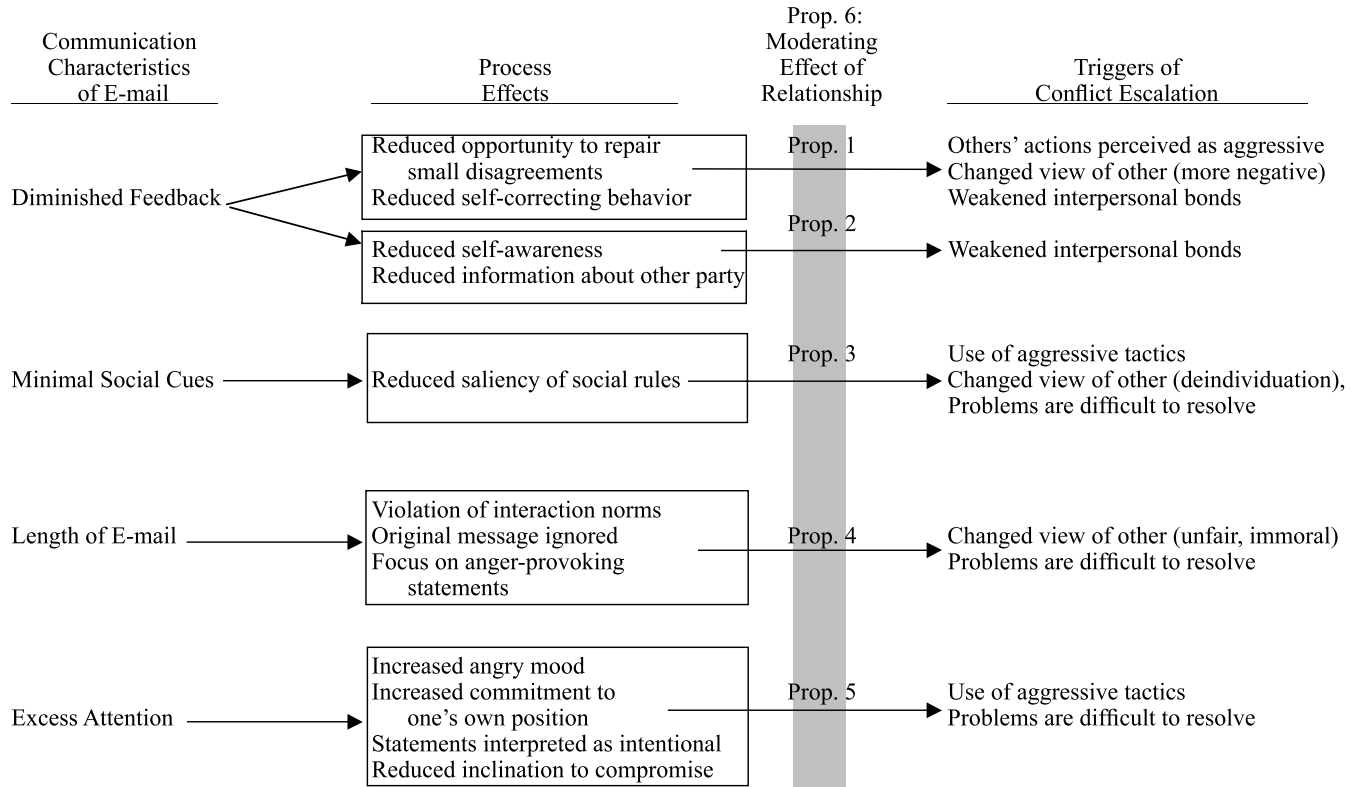 Communication
Characteristics
of E-mail
Process
Effects
Prop. 6:
Moderating
Effect of
Relationship
Triggers of
Conflict Escalation
Diminished Feedback
Reduced opportunity to repair
small disagreements
Reduced self-correcting behavior
Prop. 1
Others’ actions perceived as aggressive
Changed view of other (more negative)
Weakened interpersonal bonds
Reduced self-awareness
Reduced information about other party
Prop. 2
Weakened interpersonal bonds
Minimal Social Cues
Reduced saliency of social rules
Prop. 3
Use of aggressive tactics
Changed view of other (deindividuation),
Problems are difficult to resolve
Length of E-mail
Violation of interaction norms
Original message ignored
Focus on anger-provoking
statements
Prop. 4
Changed view of other (unfair, immoral)
Problems are difficult to resolve
Excess Attention
Increased angry mood
Increased commitment to
one’s own position
Statements interpreted as intentional
Reduced inclination to compromise
Prop. 5
Use of aggressive tactics
Problems are difficult to resolve